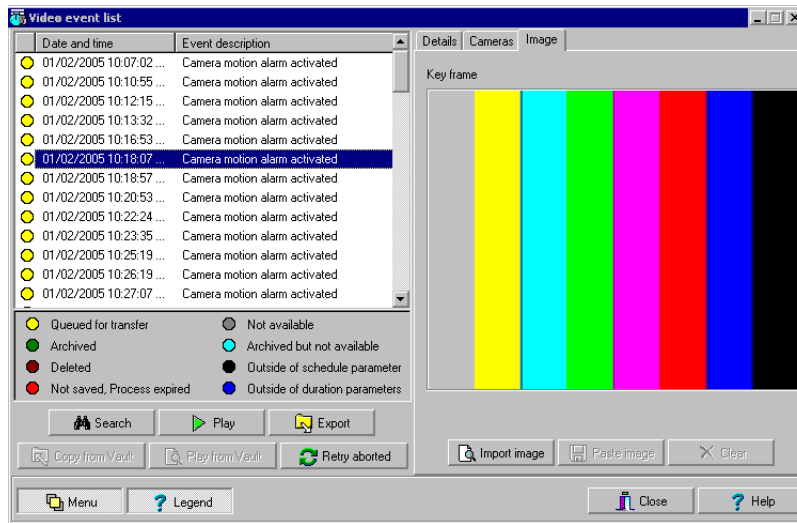 Video event list
Date and time Event description
01/02/2005 10:07:02 ... Camera motion alarm activated
01/02/2005 10:10:55 ... Camera motion alarm activated
01/02/2005 10:12:15 ... Camera motion alarm activated
01/02/2005 10:13:32 ... Camera motion alarm activated
01/02/2005 10:16:53 ... Camera motion alarm activated
01/02/2005 10:18:07 ... Camera motion alarm activated
01/02/2005 10:18:57 ... Camera motion alarm activated
01/02/2005 10:20:53 ... Camera motion alarm activated
01/02/2005 10:22:24 ... Camera motion alarm activated
01/02/2005 10:23:35 ... Camera motion alarm activated
01/02/2005 10:25:19 ... Camera motion alarm activated
01/02/2005 10:26:19 ... Camera motion alarm activated
01/02/2005 10:27:07 ... Camera motion alarm activated
Queued for transfer Not available
Archived Archived but not available
Deleted Outside of schedule parameter
Not saved, Process expired Outside of duration parameters
Search Play Export
Copy from Vault Play from Vault Retry aborted
Details Cameras Image
Key frame
Import image Paste image Clear
Menu Legend Close Help